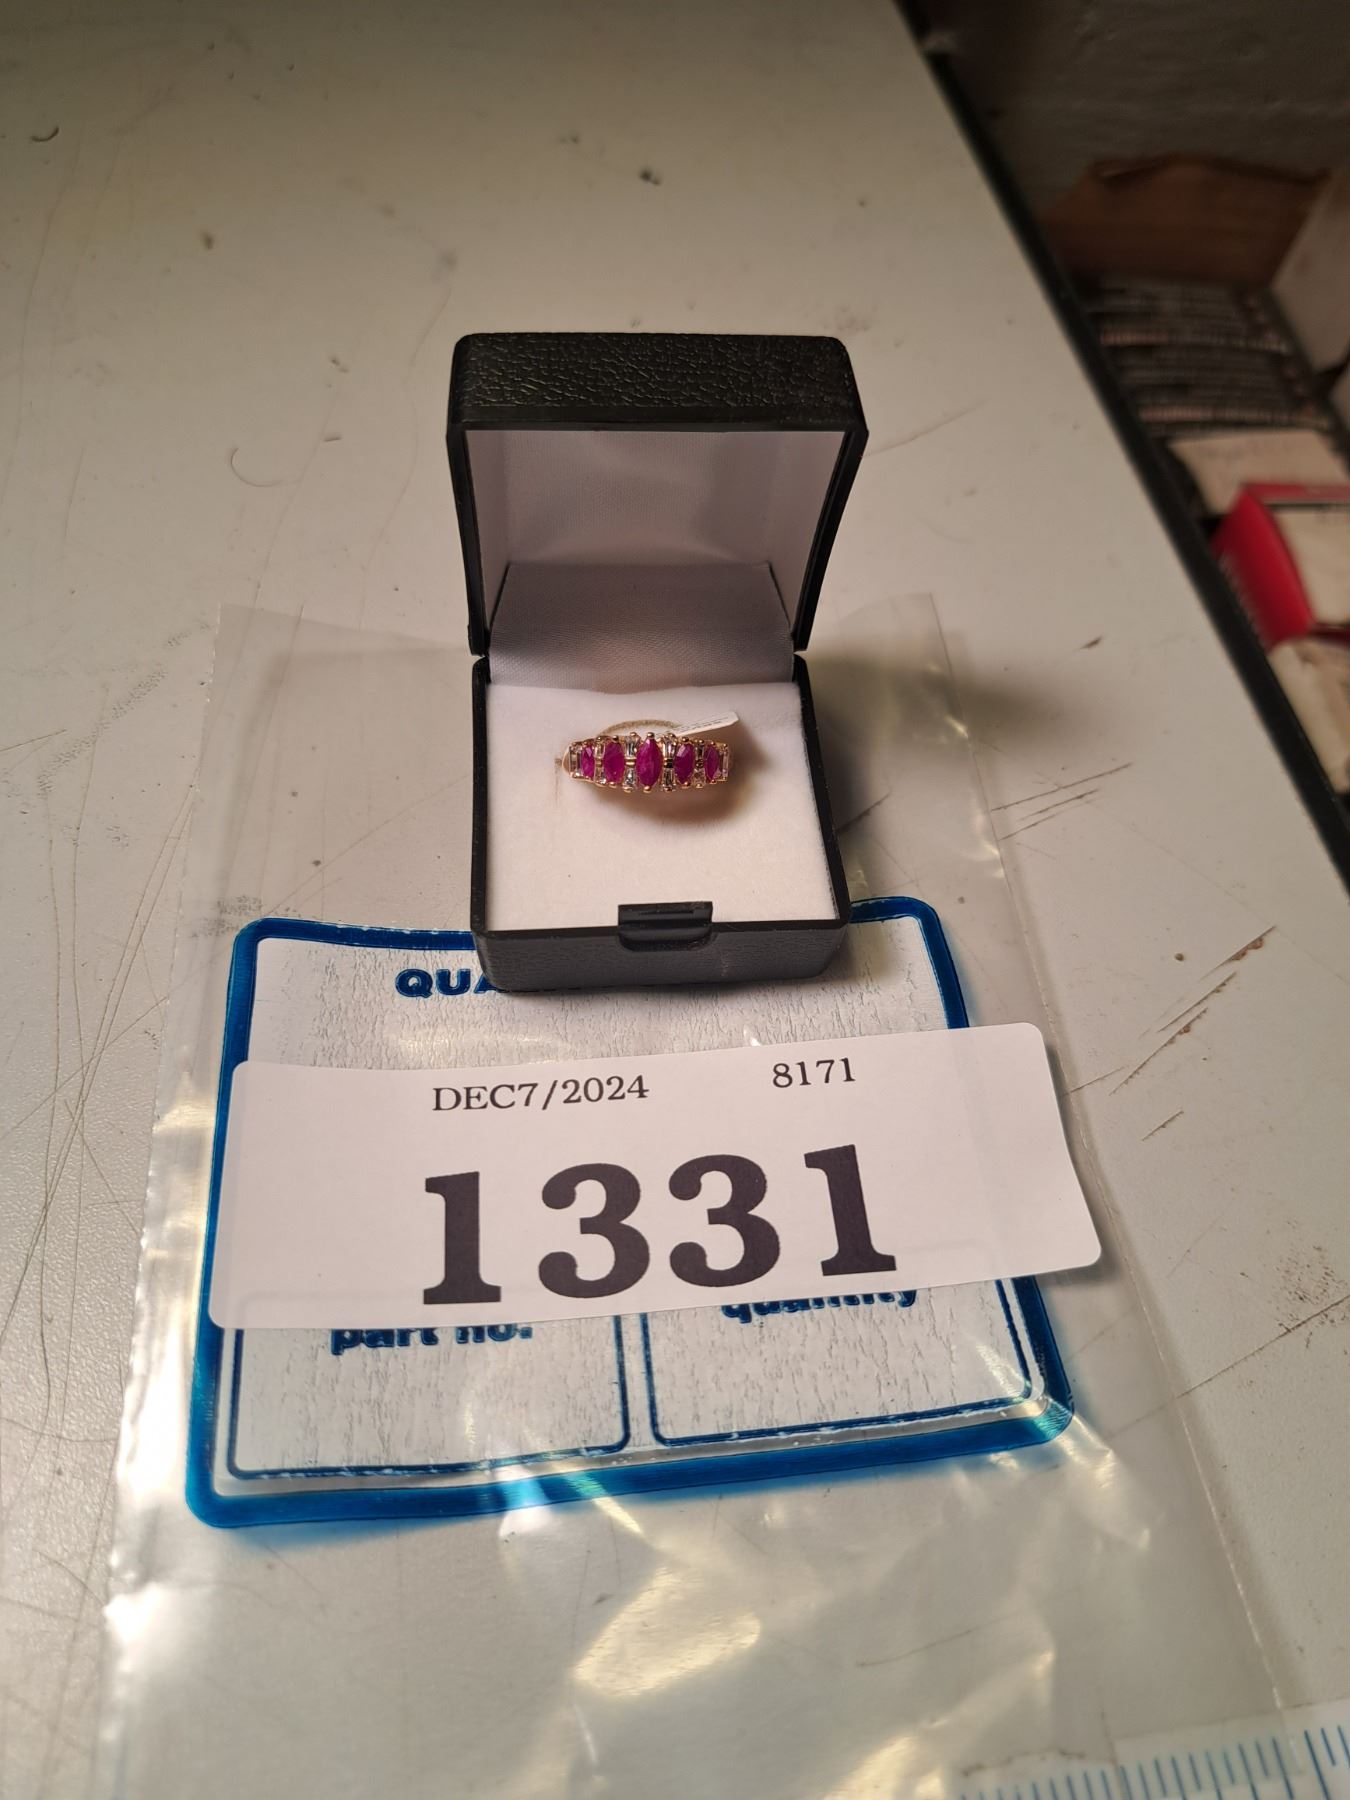 QUA
DEC7/2024 8171
1331
part no. quantity